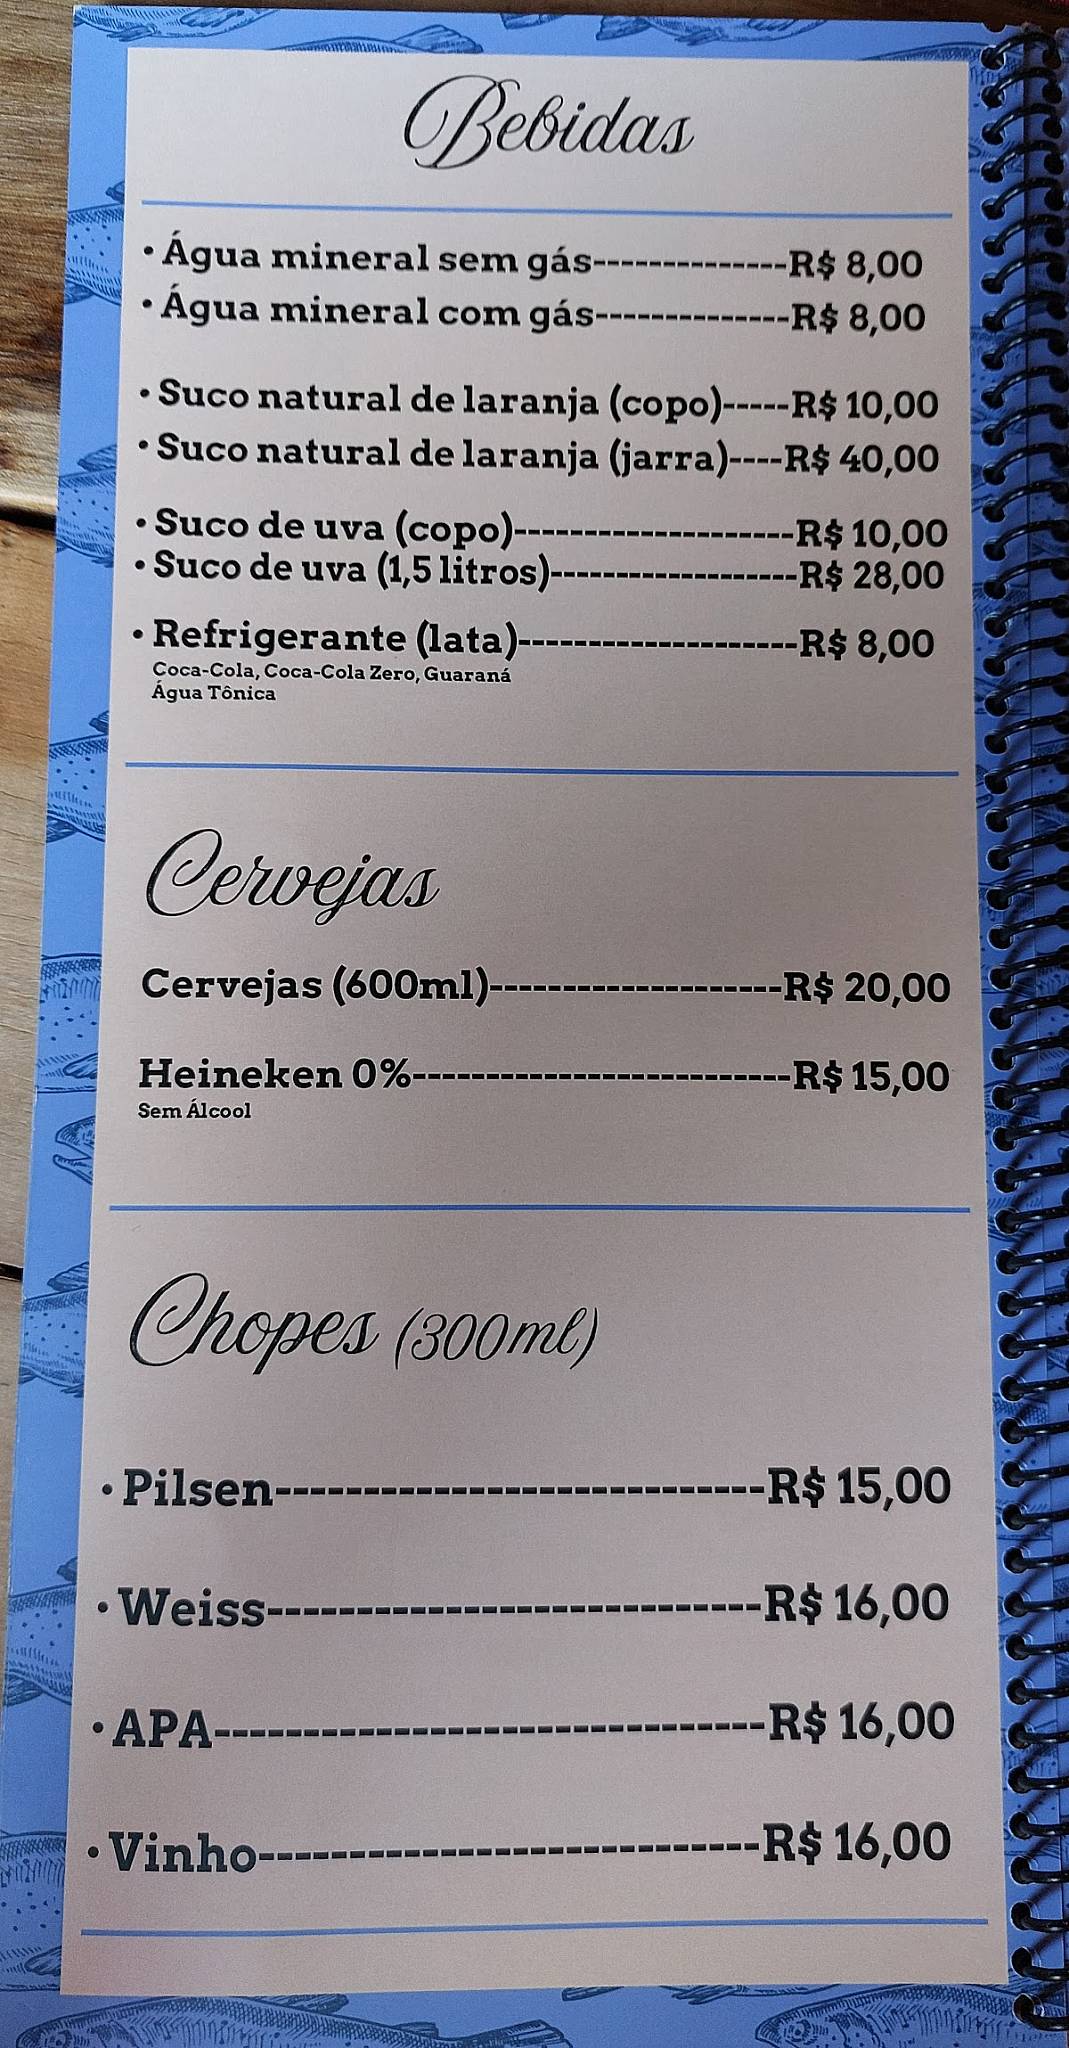 Bebidas
• Água mineral sem gás--------------R$ 8,00
• Água mineral com gás--------------R$ 8,00
• Suco natural de laranja (copo)-----R$ 10,00
• Suco natural de laranja (jarra)----R$ 40,00
• Suco de uva (copo)--------------------R$ 10,00
• Suco de uva (1,5 litros)-------------------R$ 28,00
• Refrigerante (lata)--------------------R$ 8,00
Coca-Cola, Coca-Cola Zero, Guaraná
Água Tônica
Cervejas
Cervejas (600ml)--------------------R$ 20,00
Heineken 0%--------------------------R$ 15,00
Sem Álcool
Chopes (300ml)
• Pilsen----------------------------R$ 15,00
• Weiss----------------------------R$ 16,00
• APA-------------------------------R$ 16,00
• Vinho----------------------------R$ 16,00